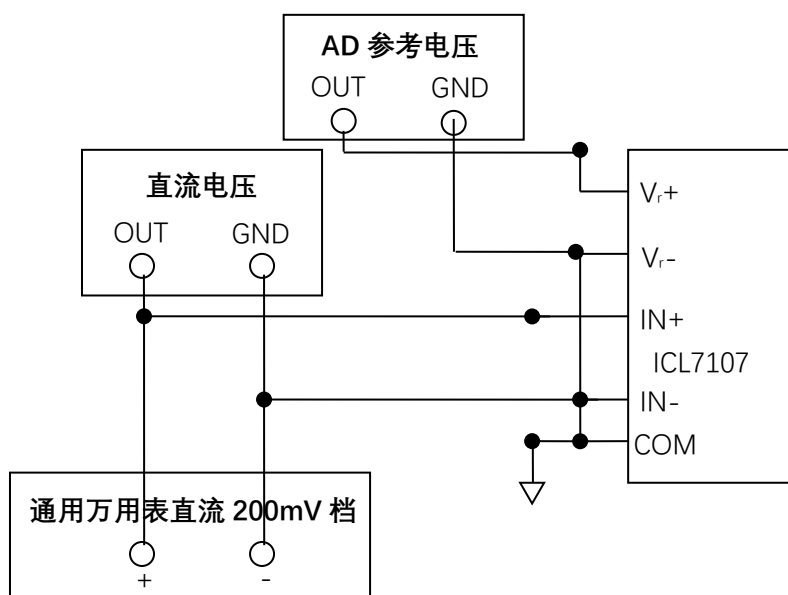 AD 参考电压
OUT GND
直流电压
OUT GND
Vᵣ+
Vᵣ-
IN+
ICL7107
IN-
COM
通用万用表直流 200mV 档
+ -